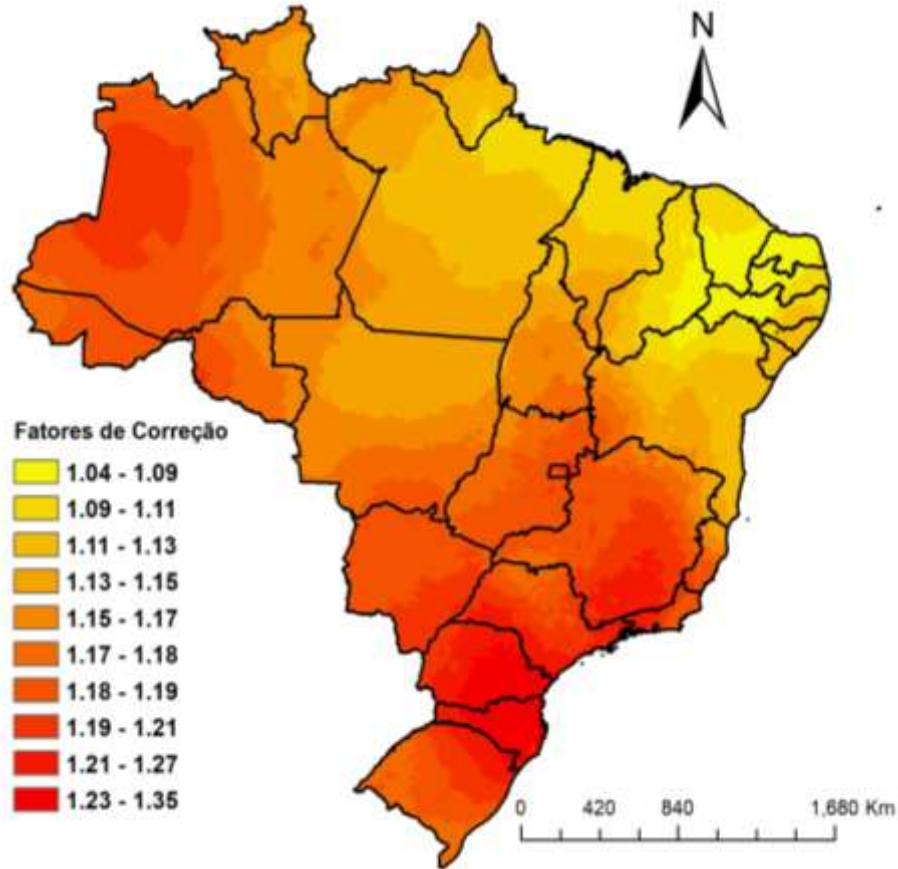 N
Fatores de Correção
1.04 - 1.09
1.09 - 1.11
1.11 - 1.13
1.13 - 1.15
1.15 - 1.17
1.17 - 1.18
1.18 - 1.19
1.19 - 1.21
1.21 - 1.27
1.23 - 1.35
0 420 840 1,680 Km